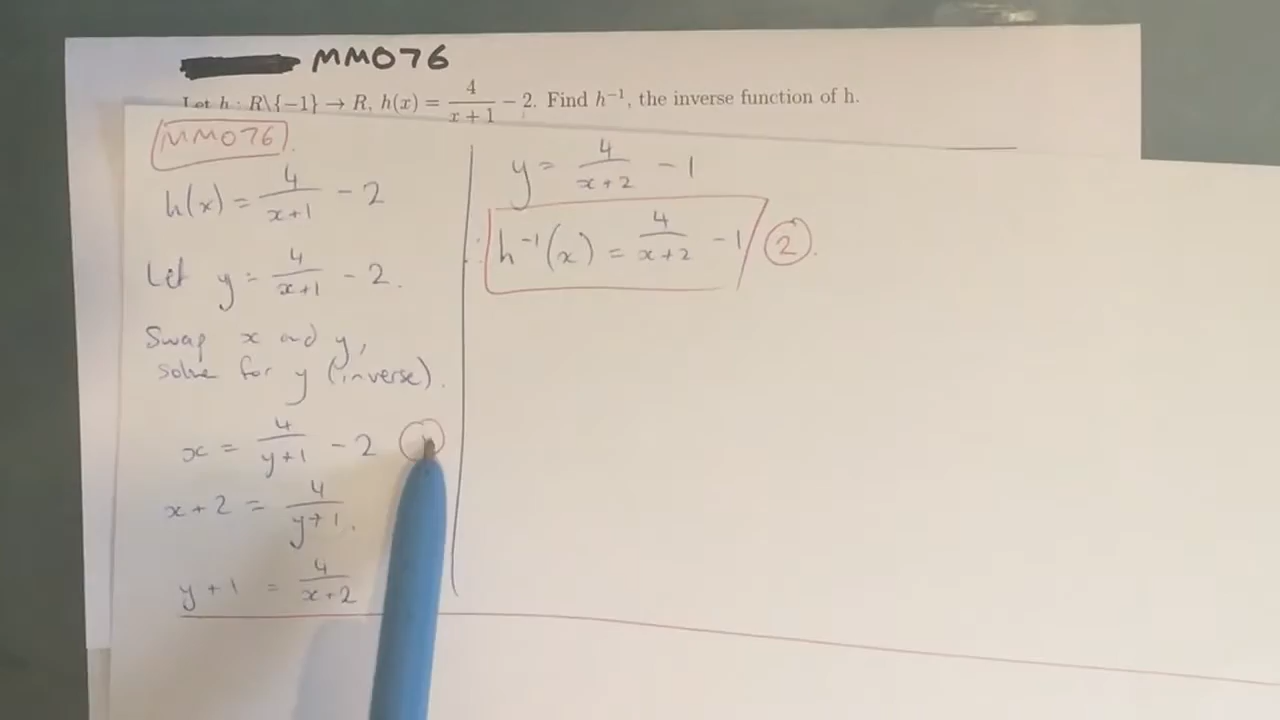 MM076
Let h : R\{−1} → R, h(x) = 4/(x + 1) − 2. Find h⁻¹, the inverse function of h.
MM076
h(x) = 4/(x+1) − 2
Let y = 4/(x+1) − 2.
Swap x and y,
solve for y (inverse).
x = 4/(y+1) − 2
x + 2 = 4/(y+1).
y + 1 = 4/(x+2)
y = 4/(x+2) − 1
∴ h⁻¹(x) = 4/(x+2) − 1 2.